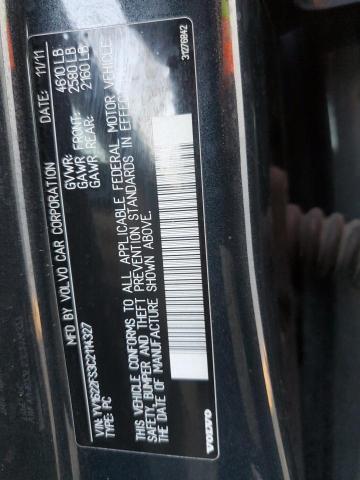 MFD BY VOLVO CAR CORPORATION DATE: 11/11
GVWR: 4610 LB
GAWR FRONT: 2580 LB
GAWR REAR: 2160 LB
VIN: YV1622FS3C2114327
TYPE: PC
THIS VEHICLE CONFORMS TO ALL APPLICABLE FEDERAL MOTOR VEHICLE
SAFETY, BUMPER AND THEFT PREVENTION STANDARDS IN EFFECT ON
THE DATE OF MANUFACTURE SHOWN ABOVE.
VOLVO
31276842